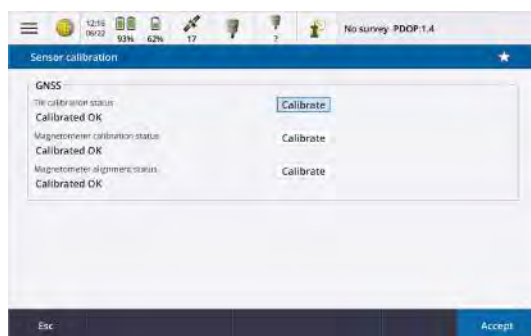 12:18
06/22
93% 62% 17 ? No survey PDOP:1.4
Sensor calibration
GNSS
Tilt calibration status
Calibrate
Calibrated OK
Magnetometer calibration status
Calibrate
Calibrated OK
Magnetometer alignment status
Calibrate
Calibrated OK
Esc Accept